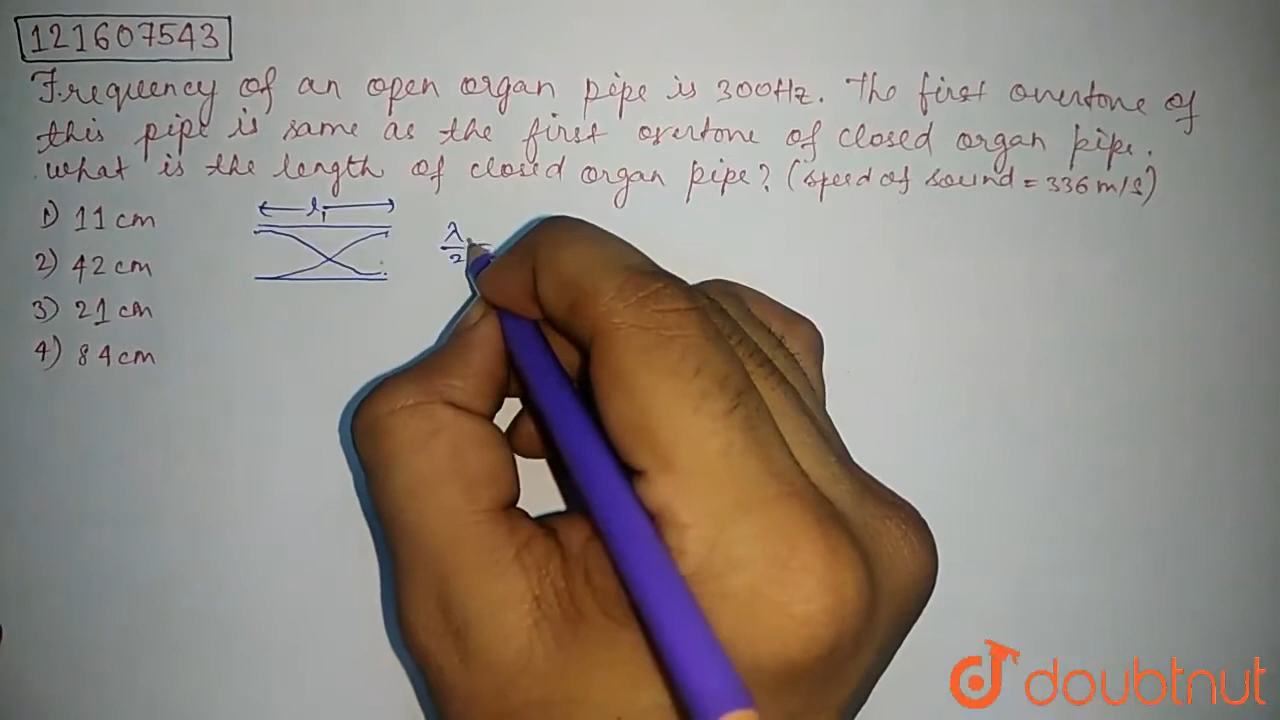 121607543
Frequency of an open organ pipe is 300Hz. The first overtone of
this pipe is same as the first overtone of closed organ pipe.
what is the length of closed organ pipe? (speed of sound = 336 m/s)
1) 11 cm
2) 42 cm
3) 21 cm
4) 84 cm
l₁
λ/2
doubtnut